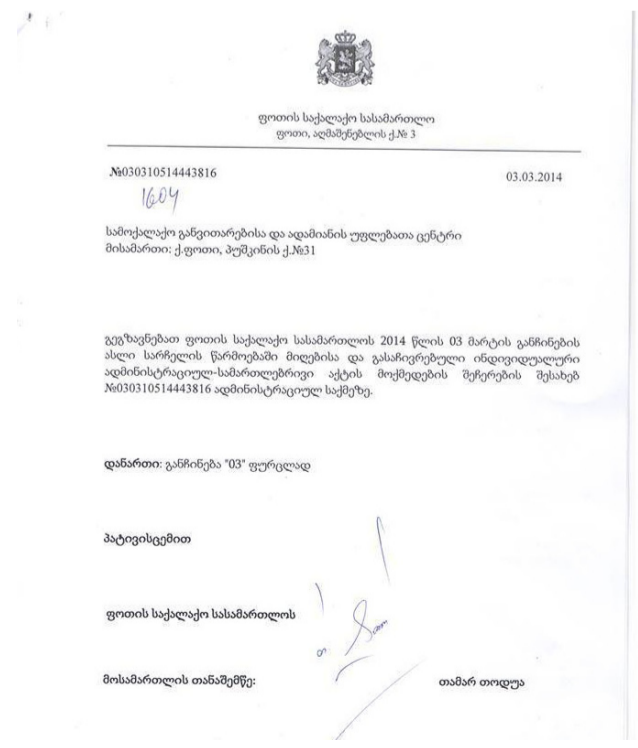 ფოთის საქალაქო სასამართლო
ფოთი, აღმაშენებლის ქ.№ 3
№030310514443816
03.03.2014
1604
სამოქალაქო განვითარებისა და ადამიანის უფლებათა ცენტრი
მისამართი: ქ.ფოთი, პუშკინის ქ.№31
გეგზავნებათ ფოთის საქალაქო სასამართლოს 2014 წლის 03 მარტის განჩინების
ასლი სარჩელის წარმოებაში მიღებისა და გასაჩივრებული ინდივიდუალური
ადმინისტრაციულ-სამართლებრივი აქტის მოქმედების შეჩერების შესახებ
№030310514443816 ადმინისტრაციულ საქმეზე.
დანართი: განჩინება "03" ფურცლად
პატივისცემით
ფოთის საქალაქო სასამართლოს
მოსამართლის თანაშემწე:
თამარ თოდუა